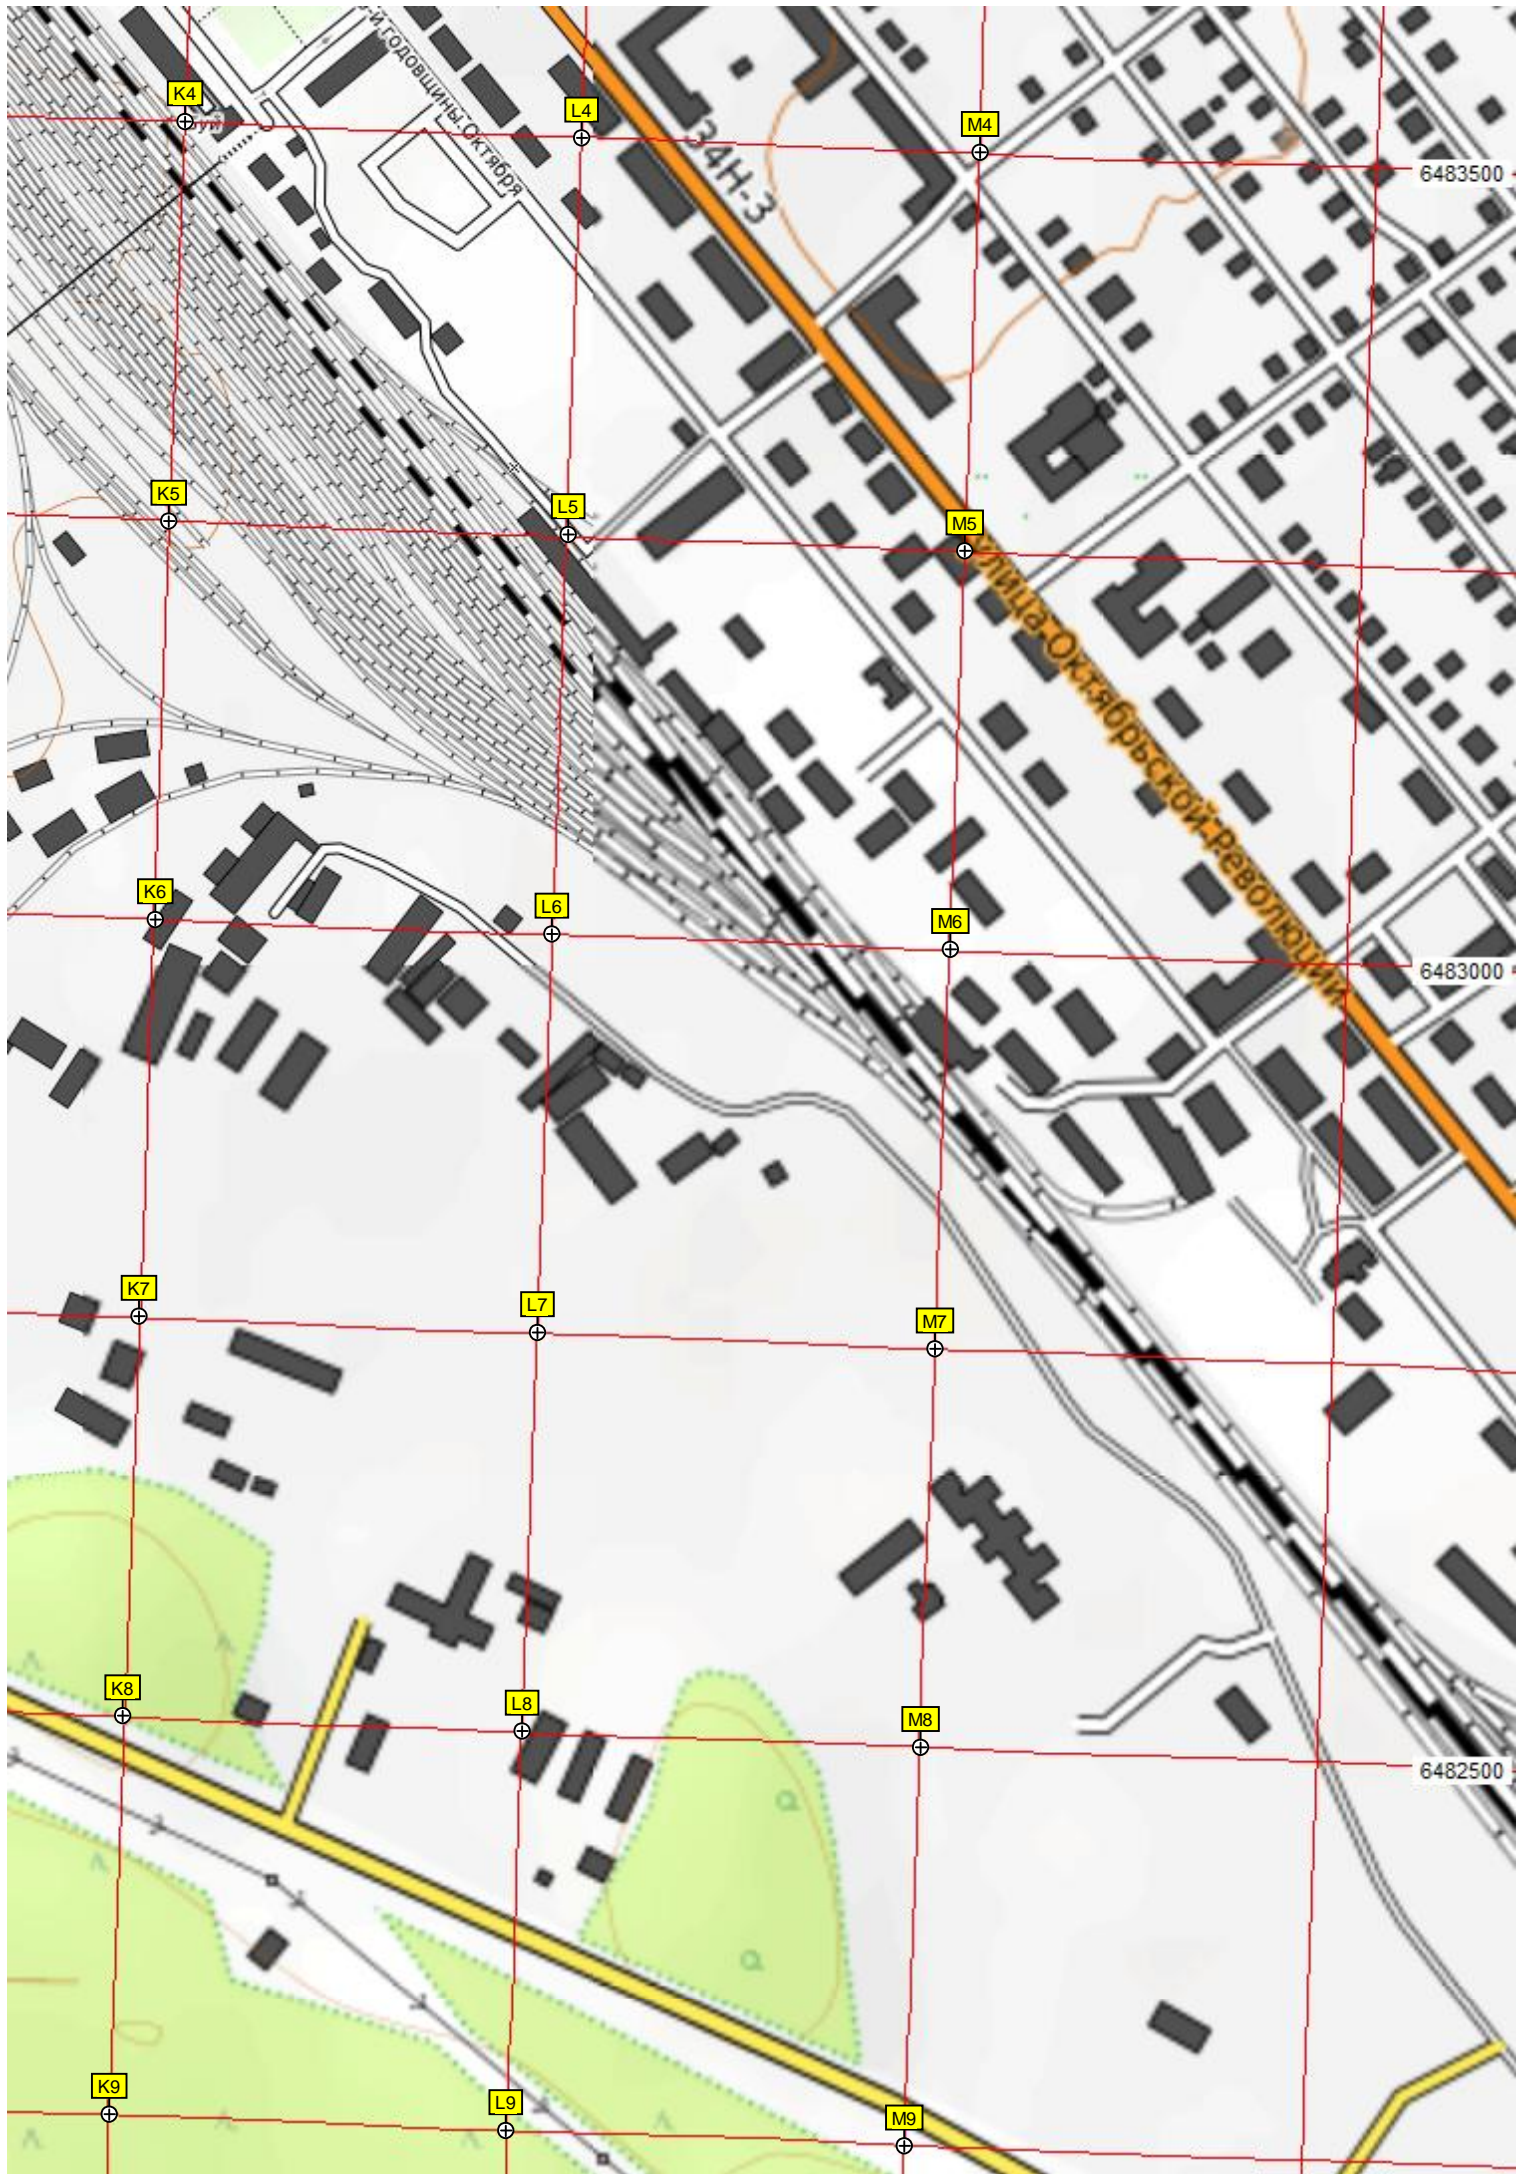 K4
L4
M4
й годовщины Октября
34Н-3
6483500
K5
L5
M5
улица Октябрьской Революции
K6
L6
M6
6483000
K7
L7
M7
K8
L8
M8
6482500
K9
L9
M9